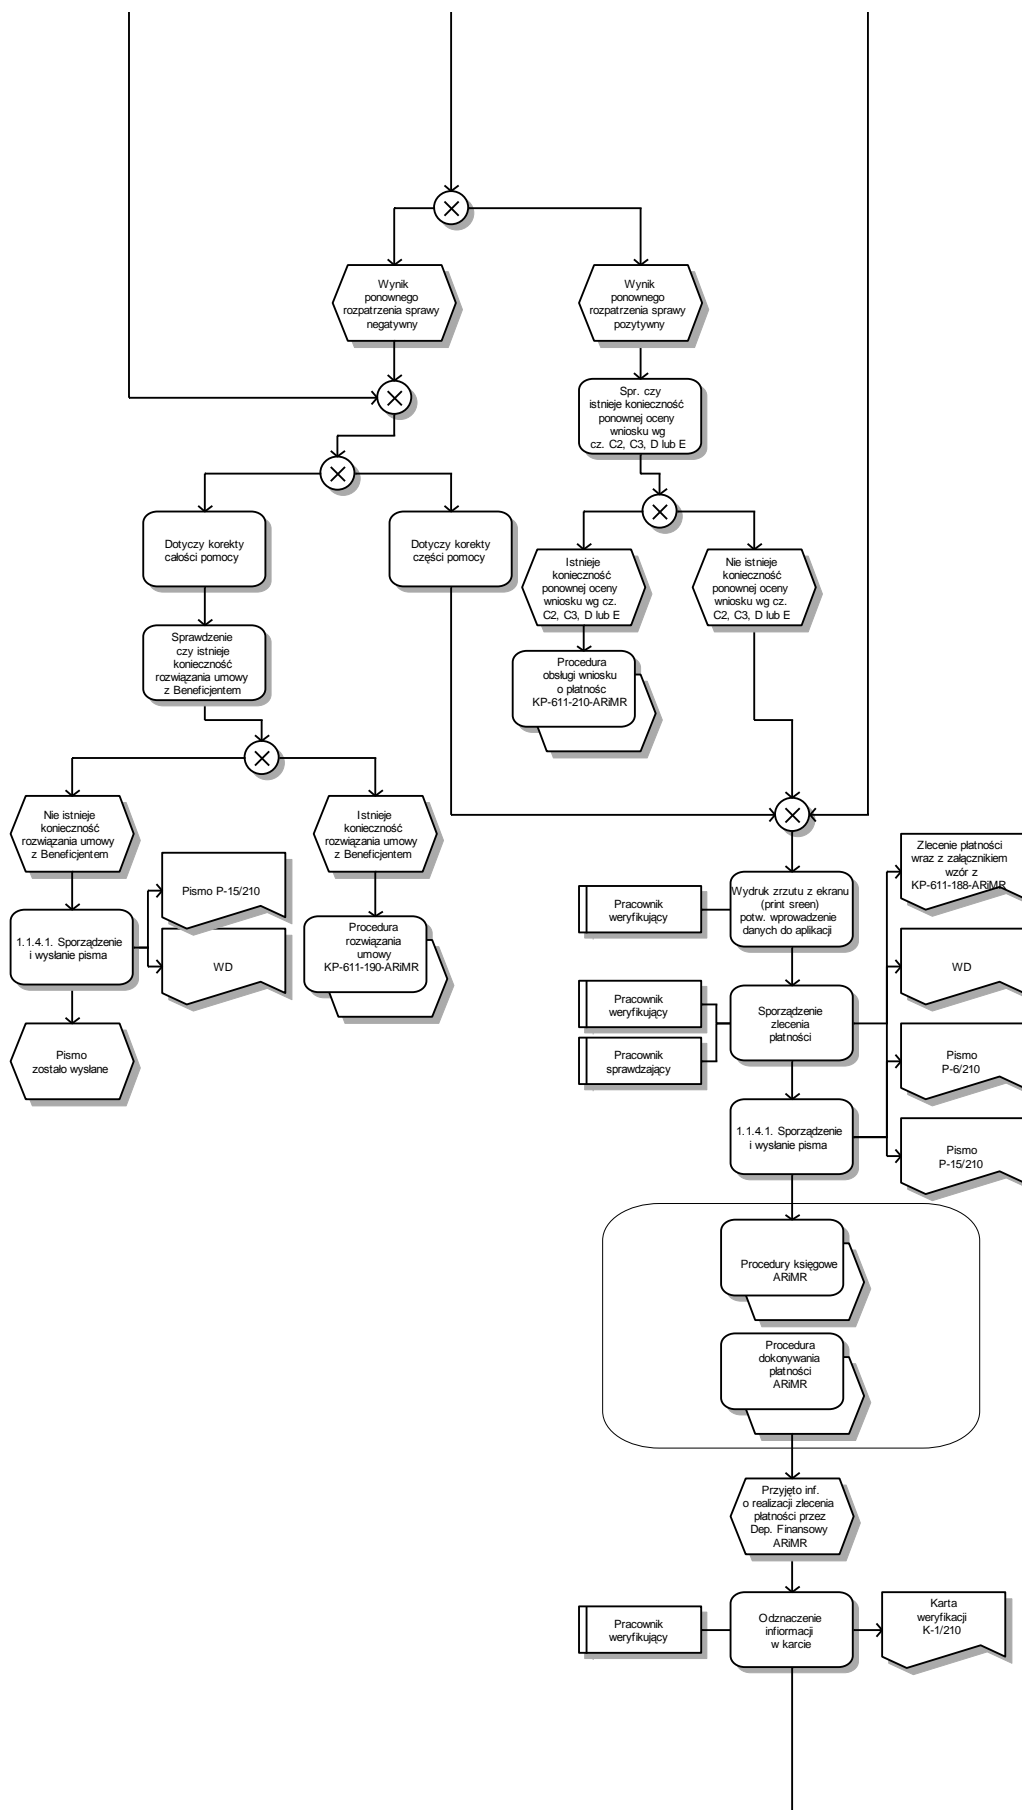 Wynik
ponownego
rozpatrzenia sprawy
negatywny
Wynik
ponownego
rozpatrzenia sprawy
pozytywny
Spr. czy
istnieje konieczność
ponownej oceny
wniosku wg
cz. C2, C3, D lub E
Dotyczy korekty
całości pomocy
Dotyczy korekty
części pomocy
Istnieje
konieczność
ponownej oceny
wniosku wg cz.
C2, C3, D lub E
Nie istnieje
konieczność
ponownej oceny
wniosku wg cz.
C2, C3, D lub E
Sprawdzenie
czy istnieje
konieczność
rozwiązania umowy
z Beneficjentem
Procedura
obsługi wniosku
o płatnośc
KP-611-210-ARiMR
Nie istnieje
konieczność
rozwiązania umowy
z Beneficjentem
Istnieje
konieczność
rozwiązania umowy
z Beneficjentem
Pismo P-15/210
WD
1.1.4.1. Sporządzenie
i wysłanie pisma
Procedura
rozwiązania
umowy
KP-611-190-ARiMR
Pismo
zostało wysłane
Zlecenie płatności
wraz z załącznikiem
wzór z
KP-611-188-ARiMR
Pracownik
weryfikujący
Wydruk zrzutu z ekranu
(print sreen)
potw. wprowadzenie
danych do aplikacji
WD
Pracownik
weryfikujący
Pracownik
sprawdzający
Sporządzenie
zlecenia
płatności
Pismo
P-6/210
1.1.4.1. Sporządzenie
i wysłanie pisma
Pismo
P-15/210
Procedury księgowe
ARiMR
Procedura
dokonywania
płatności
ARiMR
Przyjęto inf.
o realizacji zlecenia
płatności przez
Dep. Finansowy
ARiMR
Pracownik
weryfikujący
Odznaczenie
infiormacji
w karcie
Karta
weryfikacji
K-1/210